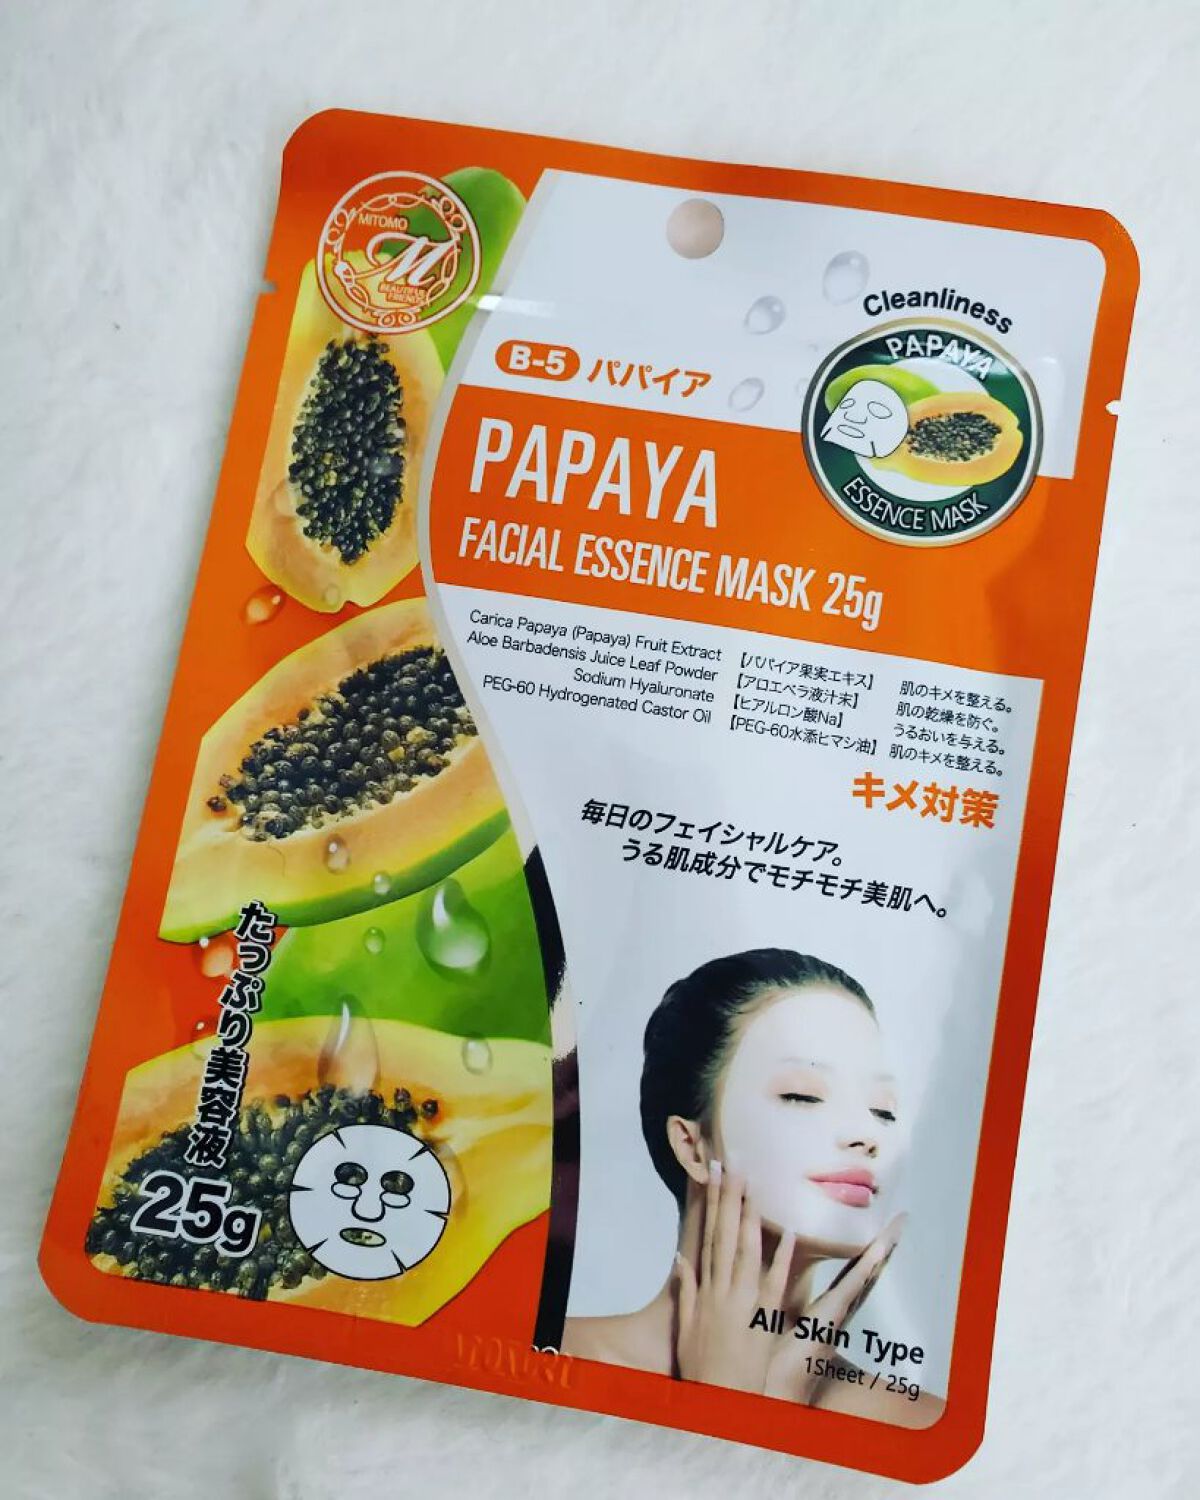 MITOMO
M
BEAUTIFUL
FRIENDS
Cleanliness
PAPAYA
ESSENCE MASK
B-5 パパイア
PAPAYA
FACIAL ESSENCE MASK 25g
Carica Papaya (Papaya) Fruit Extract 【パパイア果実エキス】 肌のキメを整える。
Aloe Barbadensis Juice Leaf Powder 【アロエベラ液汁末】 肌の乾燥を防ぐ。
Sodium Hyaluronate 【ヒアルロン酸Na】 うるおいを与える。
PEG-60 Hydrogenated Castor Oil 【PEG-60水添ヒマシ油】 肌のキメを整える。
キメ対策
毎日のフェイシャルケア。
うる肌成分でモチモチ美肌へ。
たっぷり美容液
25g
All Skin Type
1Sheet / 25g